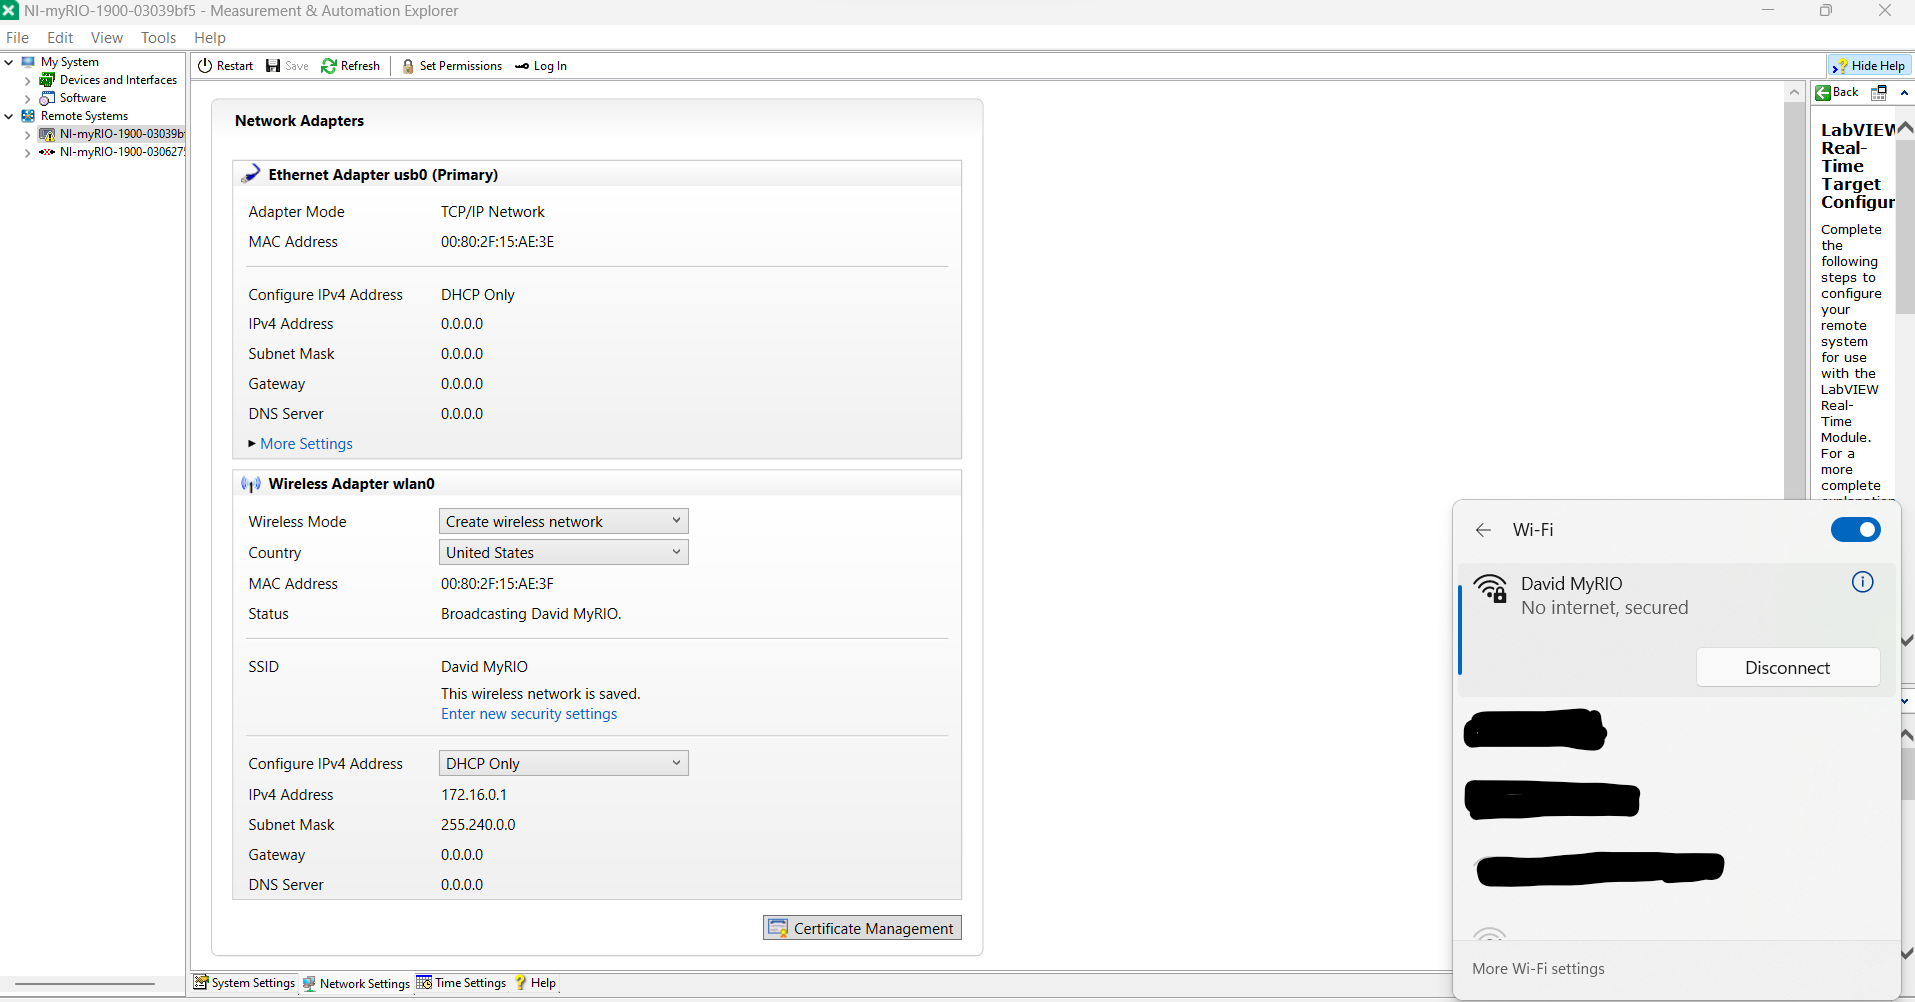 NI-myRIO-1900-03039bf5 - Measurement & Automation Explorer
File Edit View Tools Help
My System
Devices and Interfaces
Software
Remote Systems
NI-myRIO-1900-03039bf
NI-myRIO-1900-030627
Restart Save Refresh Set Permissions Log In
Hide Help
Network Adapters
Ethernet Adapter usb0 (Primary)
Adapter Mode TCP/IP Network
MAC Address 00:80:2F:15:AE:3E
Configure IPv4 Address DHCP Only
IPv4 Address 0.0.0.0
Subnet Mask 0.0.0.0
Gateway 0.0.0.0
DNS Server 0.0.0.0
More Settings
Wireless Adapter wlan0
Wireless Mode Create wireless network
Country United States
MAC Address 00:80:2F:15:AE:3F
Status Broadcasting David MyRIO.
SSID David MyRIO
This wireless network is saved.
Enter new security settings
Configure IPv4 Address DHCP Only
IPv4 Address 172.16.0.1
Subnet Mask 255.240.0.0
Gateway 0.0.0.0
DNS Server 0.0.0.0
Certificate Management
System Settings Network Settings Time Settings Help
Back
LabVIEW
Real-
Time
Target
Configur
Complete
the
following
steps to
configure
your
remote
system
for use
with the
LabVIEW
Real-
Time
Module.
For a
more
complete
Wi-Fi
David MyRIO
No internet, secured
Disconnect
More Wi-Fi settings